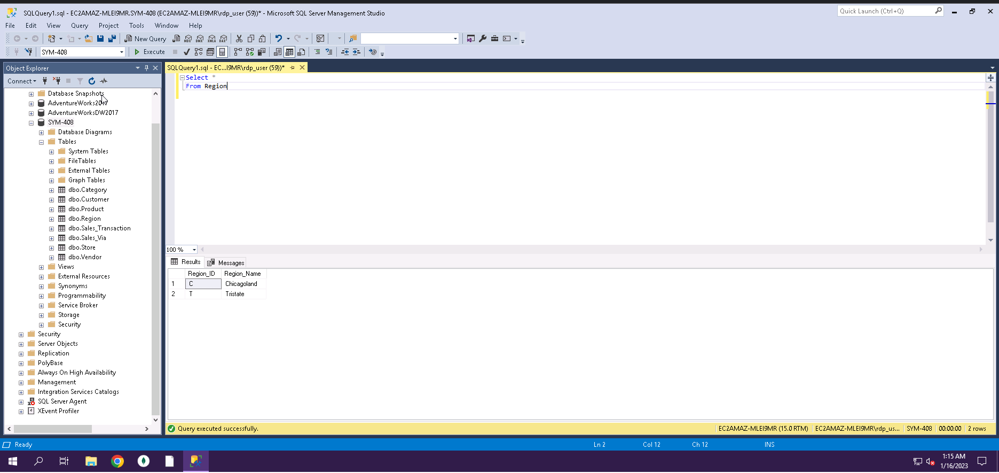 SQLQuery1.sql - EC2AMAZ-MLEI9MR.SYM-408 (EC2AMAZ-MLEI9MR\rdp_user (59))* - Microsoft SQL Server Management Studio
Quick Launch (Ctrl+Q)
File Edit View Query Project Tools Window Help
New Query MDX DMX XMLA DAX
SYM-408 Execute
Object Explorer
SQLQuery1.sql - EC...I9MR\rdp_user (59))*
Connect
Database Snapshots
AdventureWorks2017
AdventureWorksDW2017
SYM-408
Database Diagrams
Tables
System Tables
FileTables
External Tables
Graph Tables
dbo.Category
dbo.Customer
dbo.Product
dbo.Region
dbo.Sales_Transaction
dbo.Sales_Via
dbo.Store
dbo.Vendor
Views
External Resources
Synonyms
Programmability
Service Broker
Storage
Security
Security
Server Objects
Replication
PolyBase
Always On High Availability
Management
Integration Services Catalogs
SQL Server Agent
XEvent Profiler
Select *
From Region
100 %
Results Messages
Region_ID Region_Name
1 C Chicagoland
2 T Tristate
Query executed successfully. EC2AMAZ-MLEI9MR (15.0 RTM) EC2AMAZ-MLEI9MR\rdp_us... SYM-408 00:00:00 2 rows
Ready Ln 2 Col 12 Ch 12 INS
1:15 AM
1/16/2023